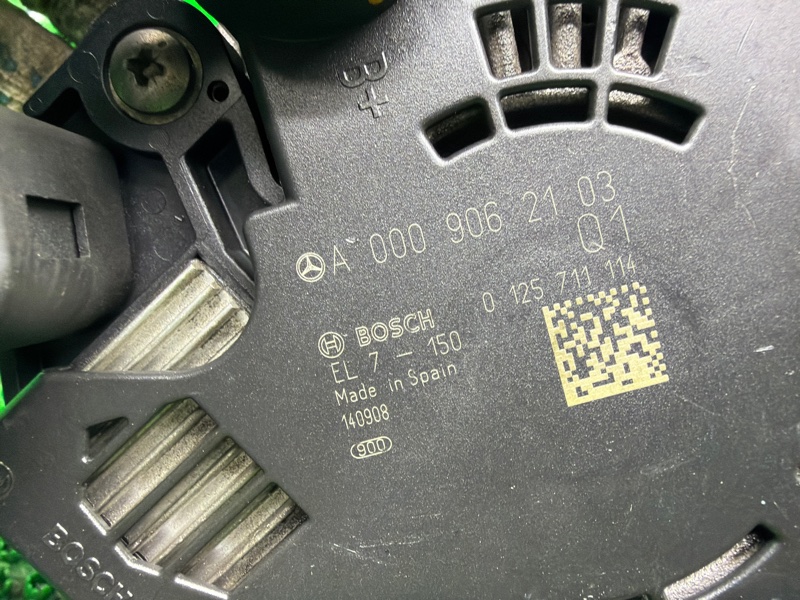 B+
A 000 906 21 03
Q1
BOSCH 0 125 711 114
EL 7 - 150
Made in Spain
140908
900
BOSCH